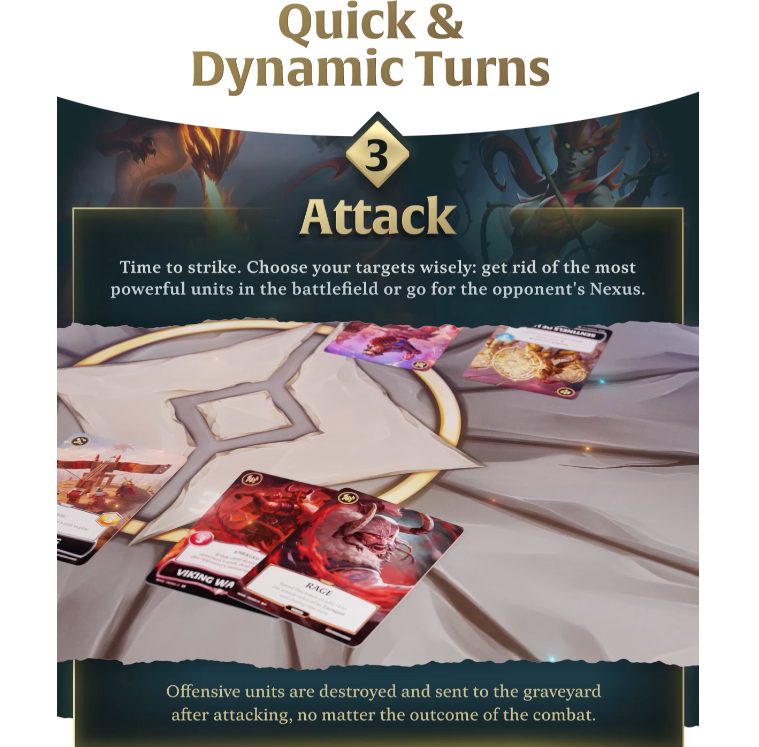 Quick &
Dynamic Turns
3
Attack
Time to strike. Choose your targets wisely: get rid of the most
powerful units in the battlefield or go for the opponent's Nexus.
VIKING WA
RAGE
Offensive units are destroyed and sent to the graveyard
after attacking, no matter the outcome of the combat.